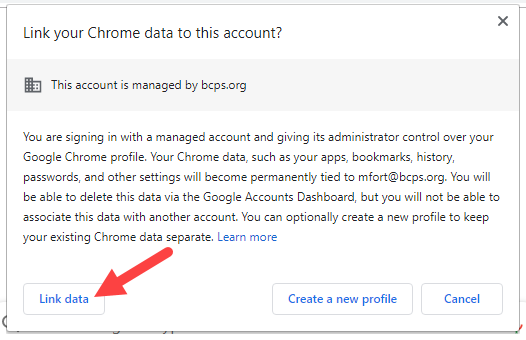 Link your Chrome data to this account?
This account is managed by bcps.org
You are signing in with a managed account and giving its administrator control over your
Google Chrome profile. Your Chrome data, such as your apps, bookmarks, history,
passwords, and other settings will become permanently tied to mfort@bcps.org. You will
be able to delete this data via the Google Accounts Dashboard, but you will not be able to
associate this data with another account. You can optionally create a new profile to keep
your existing Chrome data separate. Learn more
Link data
Create a new profile
Cancel